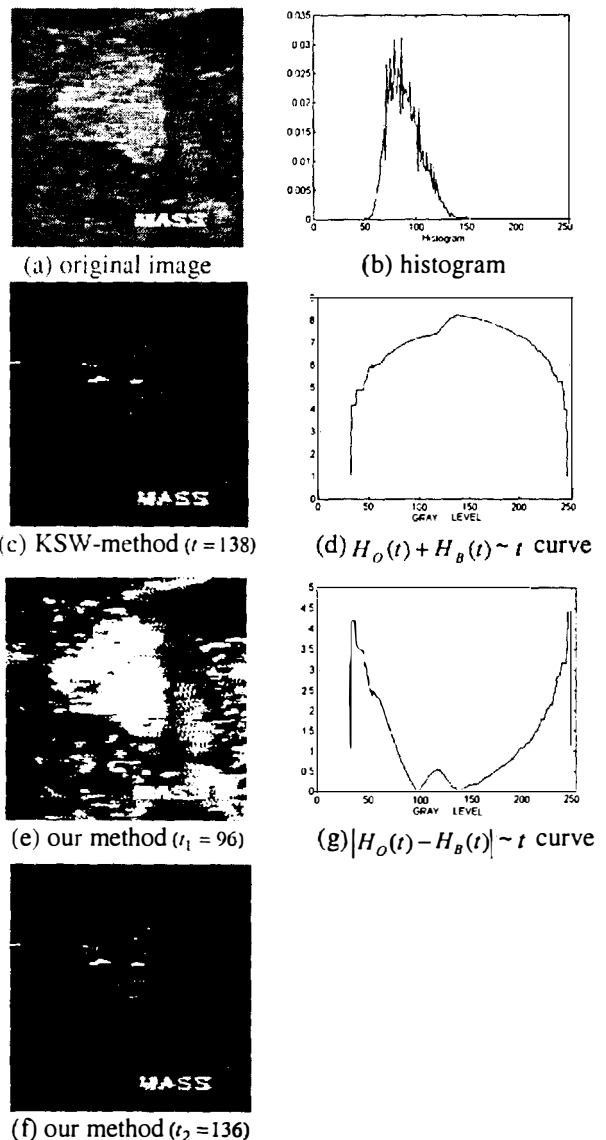 MASS
0.035
0.03
0.025
0.02
0.015
0.01
0.005
0
0 50 100 150 200 250
Histogram
(a) original image
(b) histogram
MASS
9
8
7
6
5
4
3
2
1
0
0 50 100 150 200 250
GRAY LEVEL
(c) KSW-method (t = 138)
(d) H_O(t) + H_B(t) ~ t curve
5
4.5
4
3.5
3
2.5
2
1.5
1
0.5
0
0 50 100 150 200 250
GRAY LEVEL
(e) our method (t₁ = 96)
(g) |H_O(t) − H_B(t)| ~ t curve
MASS
(f) our method (t₂ = 136)